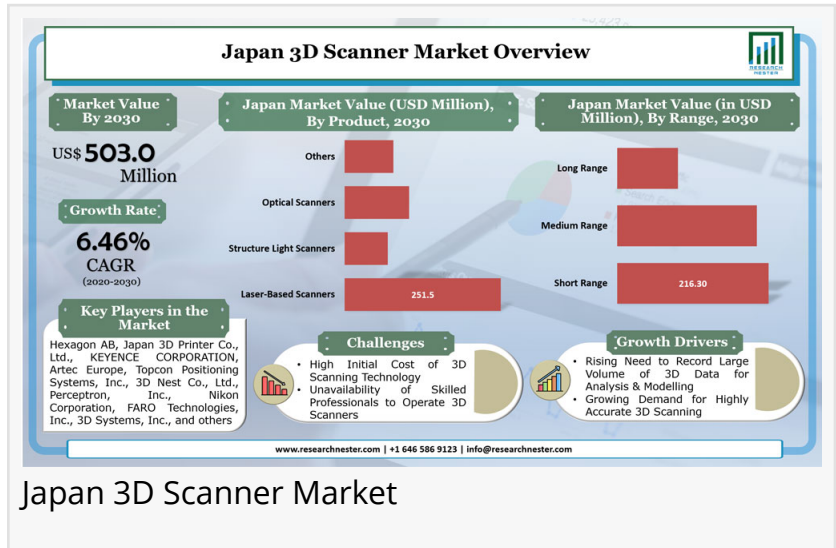 Japan 3D Scanner Market Overview
RESEARCH
NESTER
Market Value
By 2030
US$ 503.0
Million
Growth Rate
6.46%
CAGR
(2020-2030)
Japan Market Value (USD Million),
By Product, 2030
Others
Optical Scanners
Structure Light Scanners
Laser-Based Scanners
251.5
Japan Market Value (in USD
Million), By Range, 2030
Long Range
Medium Range
Short Range
216.30
Key Players in the
Market
Hexagon AB, Japan 3D Printer Co.,
Ltd., KEYENCE CORPORATION,
Artec Europe, Topcon Positioning
Systems, Inc., 3D Nest Co., Ltd.,
Perceptron, Inc., Nikon
Corporation, FARO Technologies,
Inc., 3D Systems, Inc., and others
Challenges
• High Initial Cost of 3D
Scanning Technology
• Unavailability of Skilled
Professionals to Operate 3D
Scanners
Growth Drivers
• Rising Need to Record Large
Volume of 3D Data for
Analysis & Modelling
• Growing Demand for Highly
Accurate 3D Scanning
www.researchnester.com | +1 646 586 9123 | info@researchnester.com
Japan 3D Scanner Market